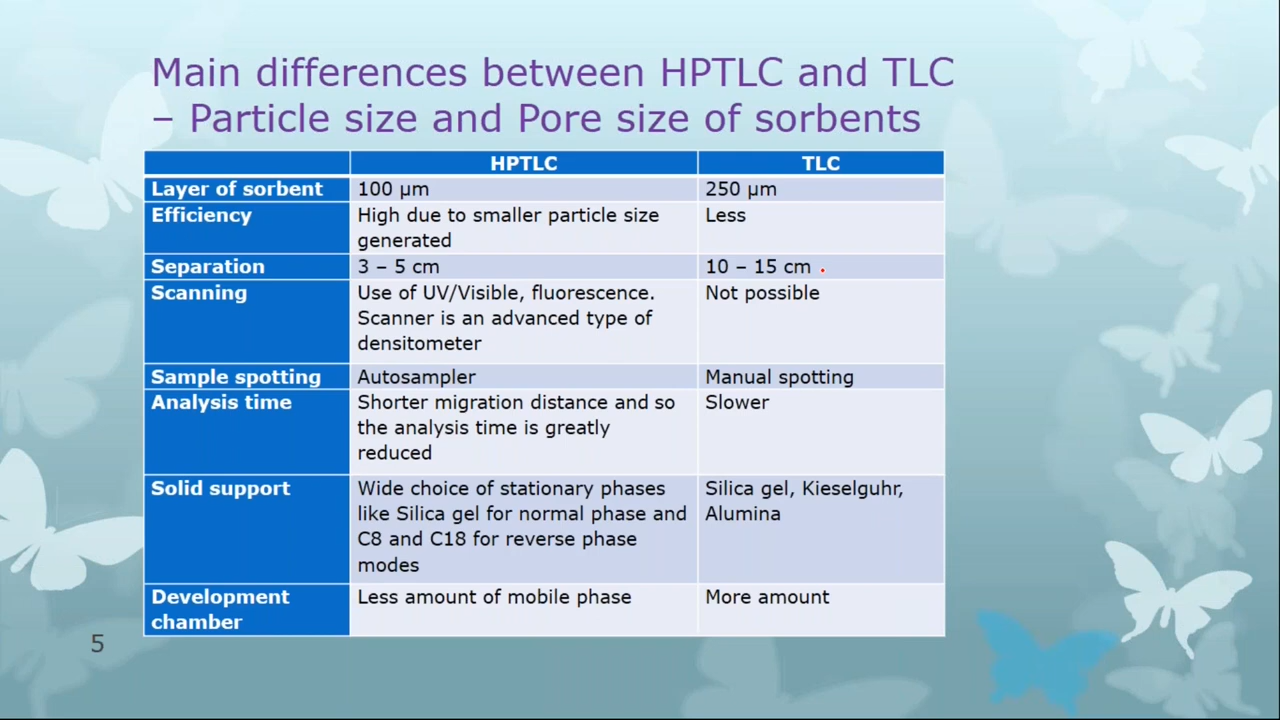 Main differences between HPTLC and TLC
– Particle size and Pore size of sorbents
HPTLC TLC
Layer of sorbent 100 µm 250 µm
Efficiency High due to smaller particle size Less
generated
Separation 3 – 5 cm 10 – 15 cm
Scanning Use of UV/Visible, fluorescence. Not possible
Scanner is an advanced type of
densitometer
Sample spotting Autosampler Manual spotting
Analysis time Shorter migration distance and so Slower
the analysis time is greatly
reduced
Solid support Wide choice of stationary phases Silica gel, Kieselguhr,
like Silica gel for normal phase and Alumina
C8 and C18 for reverse phase
modes
Development Less amount of mobile phase More amount
chamber
5